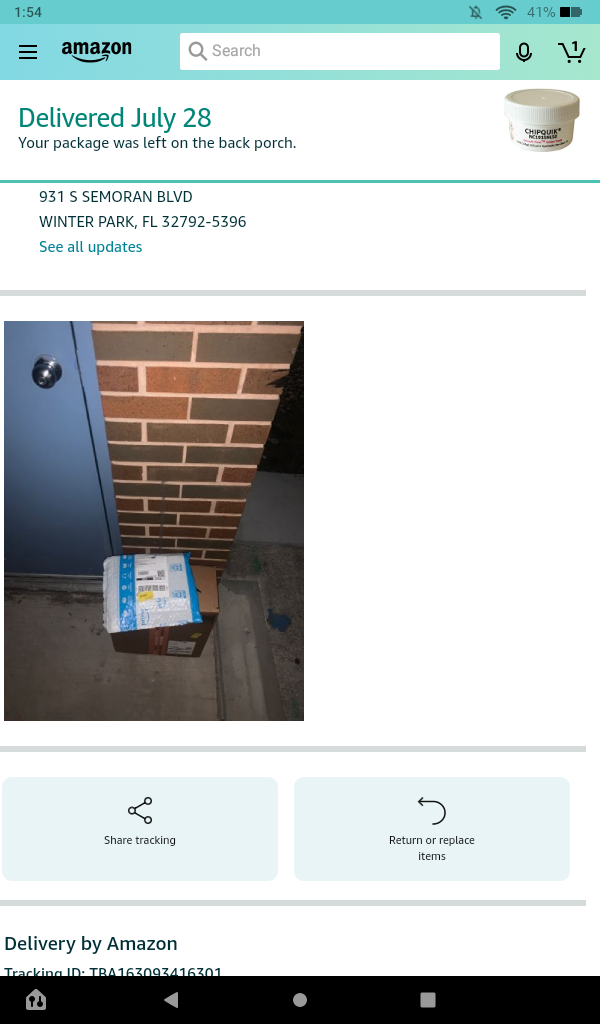 1:54
41%
amazon
Search
1
Delivered July 28
Your package was left on the back porch.
CHIPQUIK®
931 S SEMORAN BLVD
WINTER PARK, FL 32792-5396
See all updates
Share tracking
Return or replace
items
Delivery by Amazon
Tracking ID: TBA163093416301